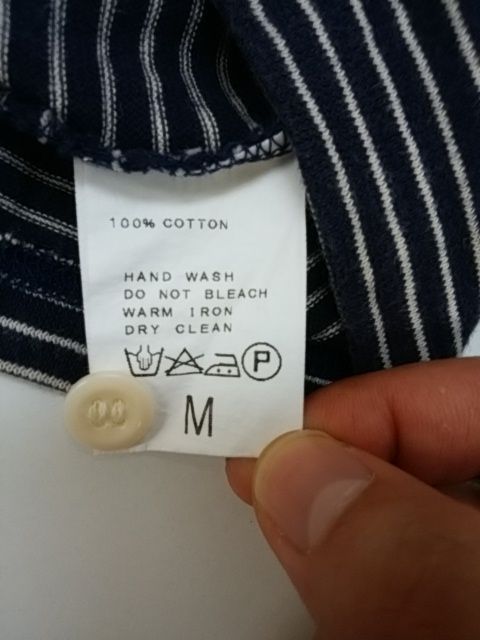 100% COTTON
HAND WASH
DO NOT BLEACH
WARM IRON
DRY CLEAN
P
M